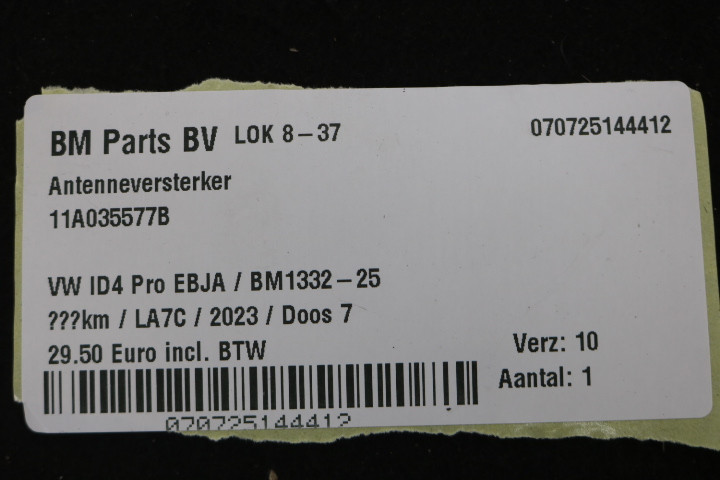 BM Parts BV LOK 8-37 070725144412
Antenneversterker
11A035577B
VW ID4 Pro EBJA / BM1332-25
???km / LA7C / 2023 / Doos 7
29.50 Euro incl. BTW Verz: 10
Aantal: 1
070725144412